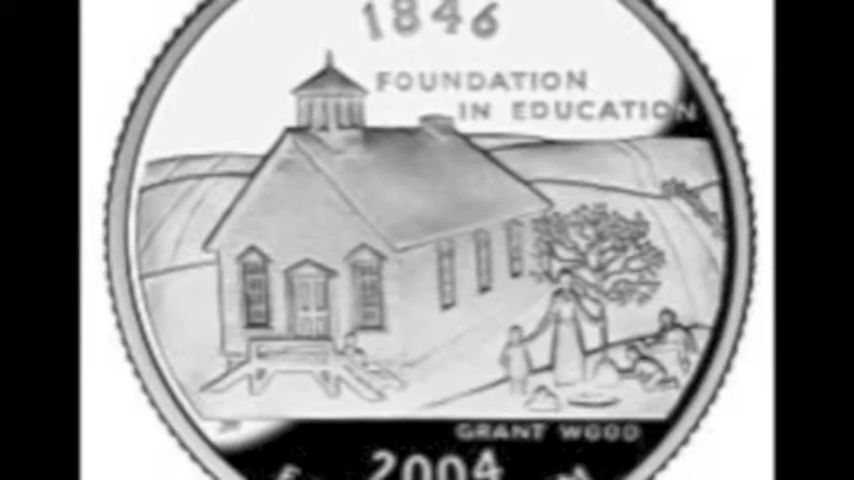 1846
FOUNDATION
IN EDUCATION
GRANT WOOD
2004